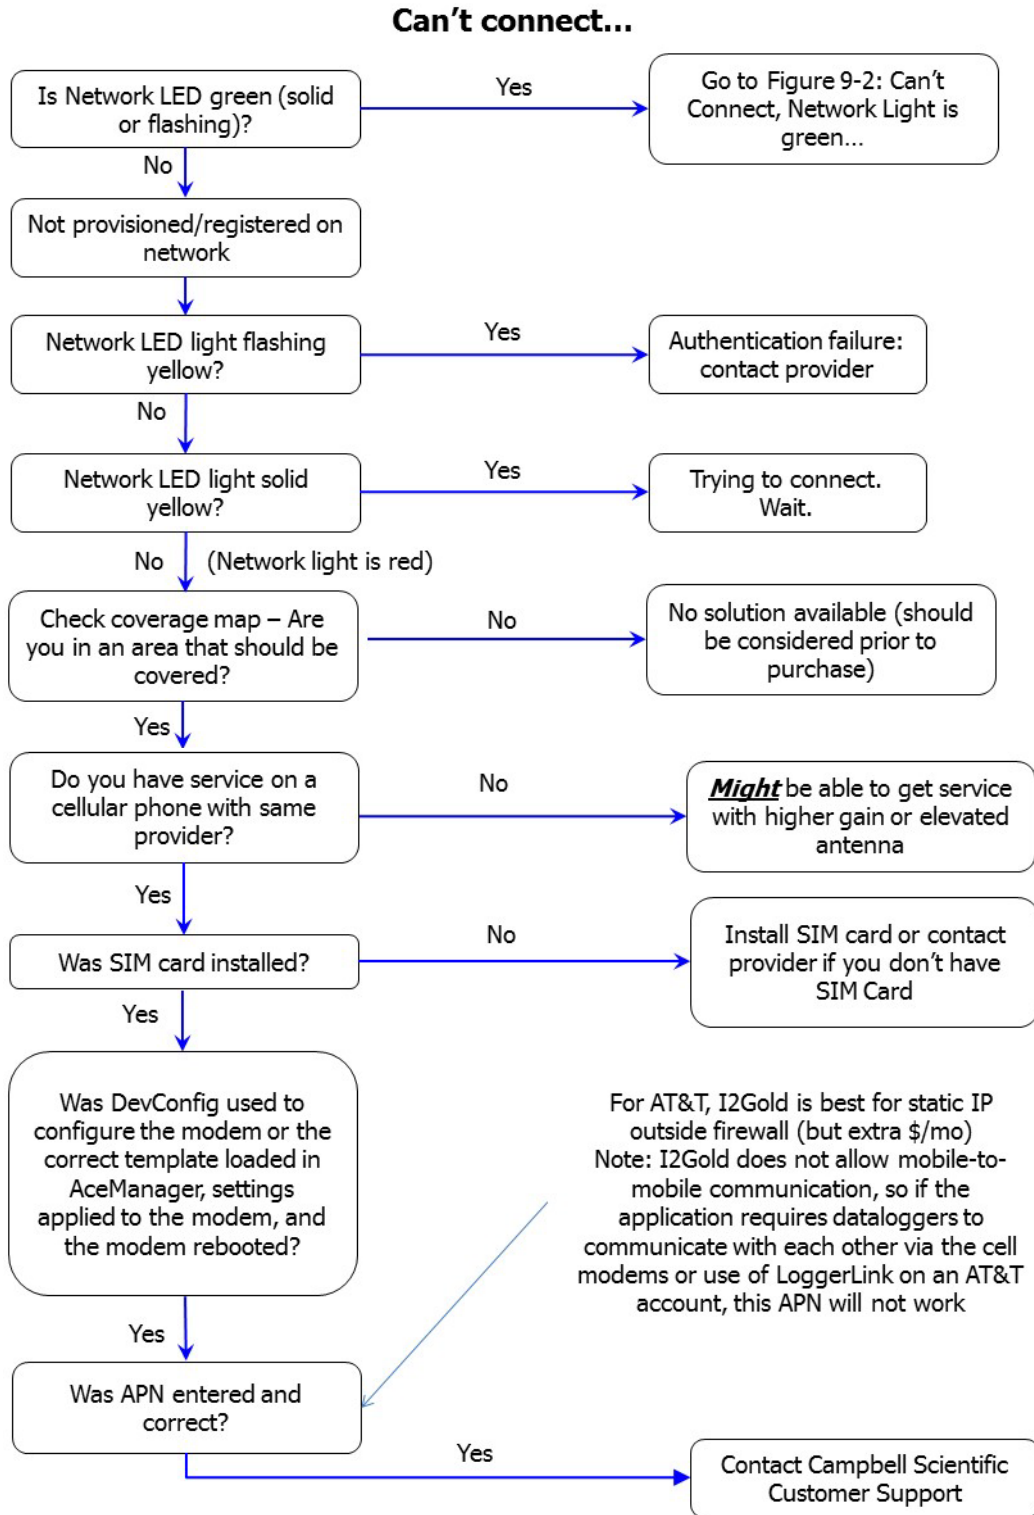 Can't connect...
Is Network LED green (solid
or flashing)?
Yes
Go to Figure 9-2: Can't
Connect, Network Light is
green...
No
Not provisioned/registered on
network
Network LED light flashing
yellow?
Yes
Authentication failure:
contact provider
No
Network LED light solid
yellow?
Yes
Trying to connect.
Wait.
No (Network light is red)
Check coverage map – Are
you in an area that should be
covered?
No
No solution available (should
be considered prior to
purchase)
Yes
Do you have service on a
cellular phone with same
provider?
No
Might be able to get service
with higher gain or elevated
antenna
Yes
Was SIM card installed?
No
Install SIM card or contact
provider if you don't have
SIM Card
Yes
Was DevConfig used to
configure the modem or the
correct template loaded in
AceManager, settings
applied to the modem, and
the modem rebooted?
For AT&T, I2Gold is best for static IP
outside firewall (but extra $/mo)
Note: I2Gold does not allow mobile-to-
mobile communication, so if the
application requires dataloggers to
communicate with each other via the cell
modems or use of LoggerLink on an AT&T
account, this APN will not work
Yes
Was APN entered and
correct?
Yes
Contact Campbell Scientific
Customer Support